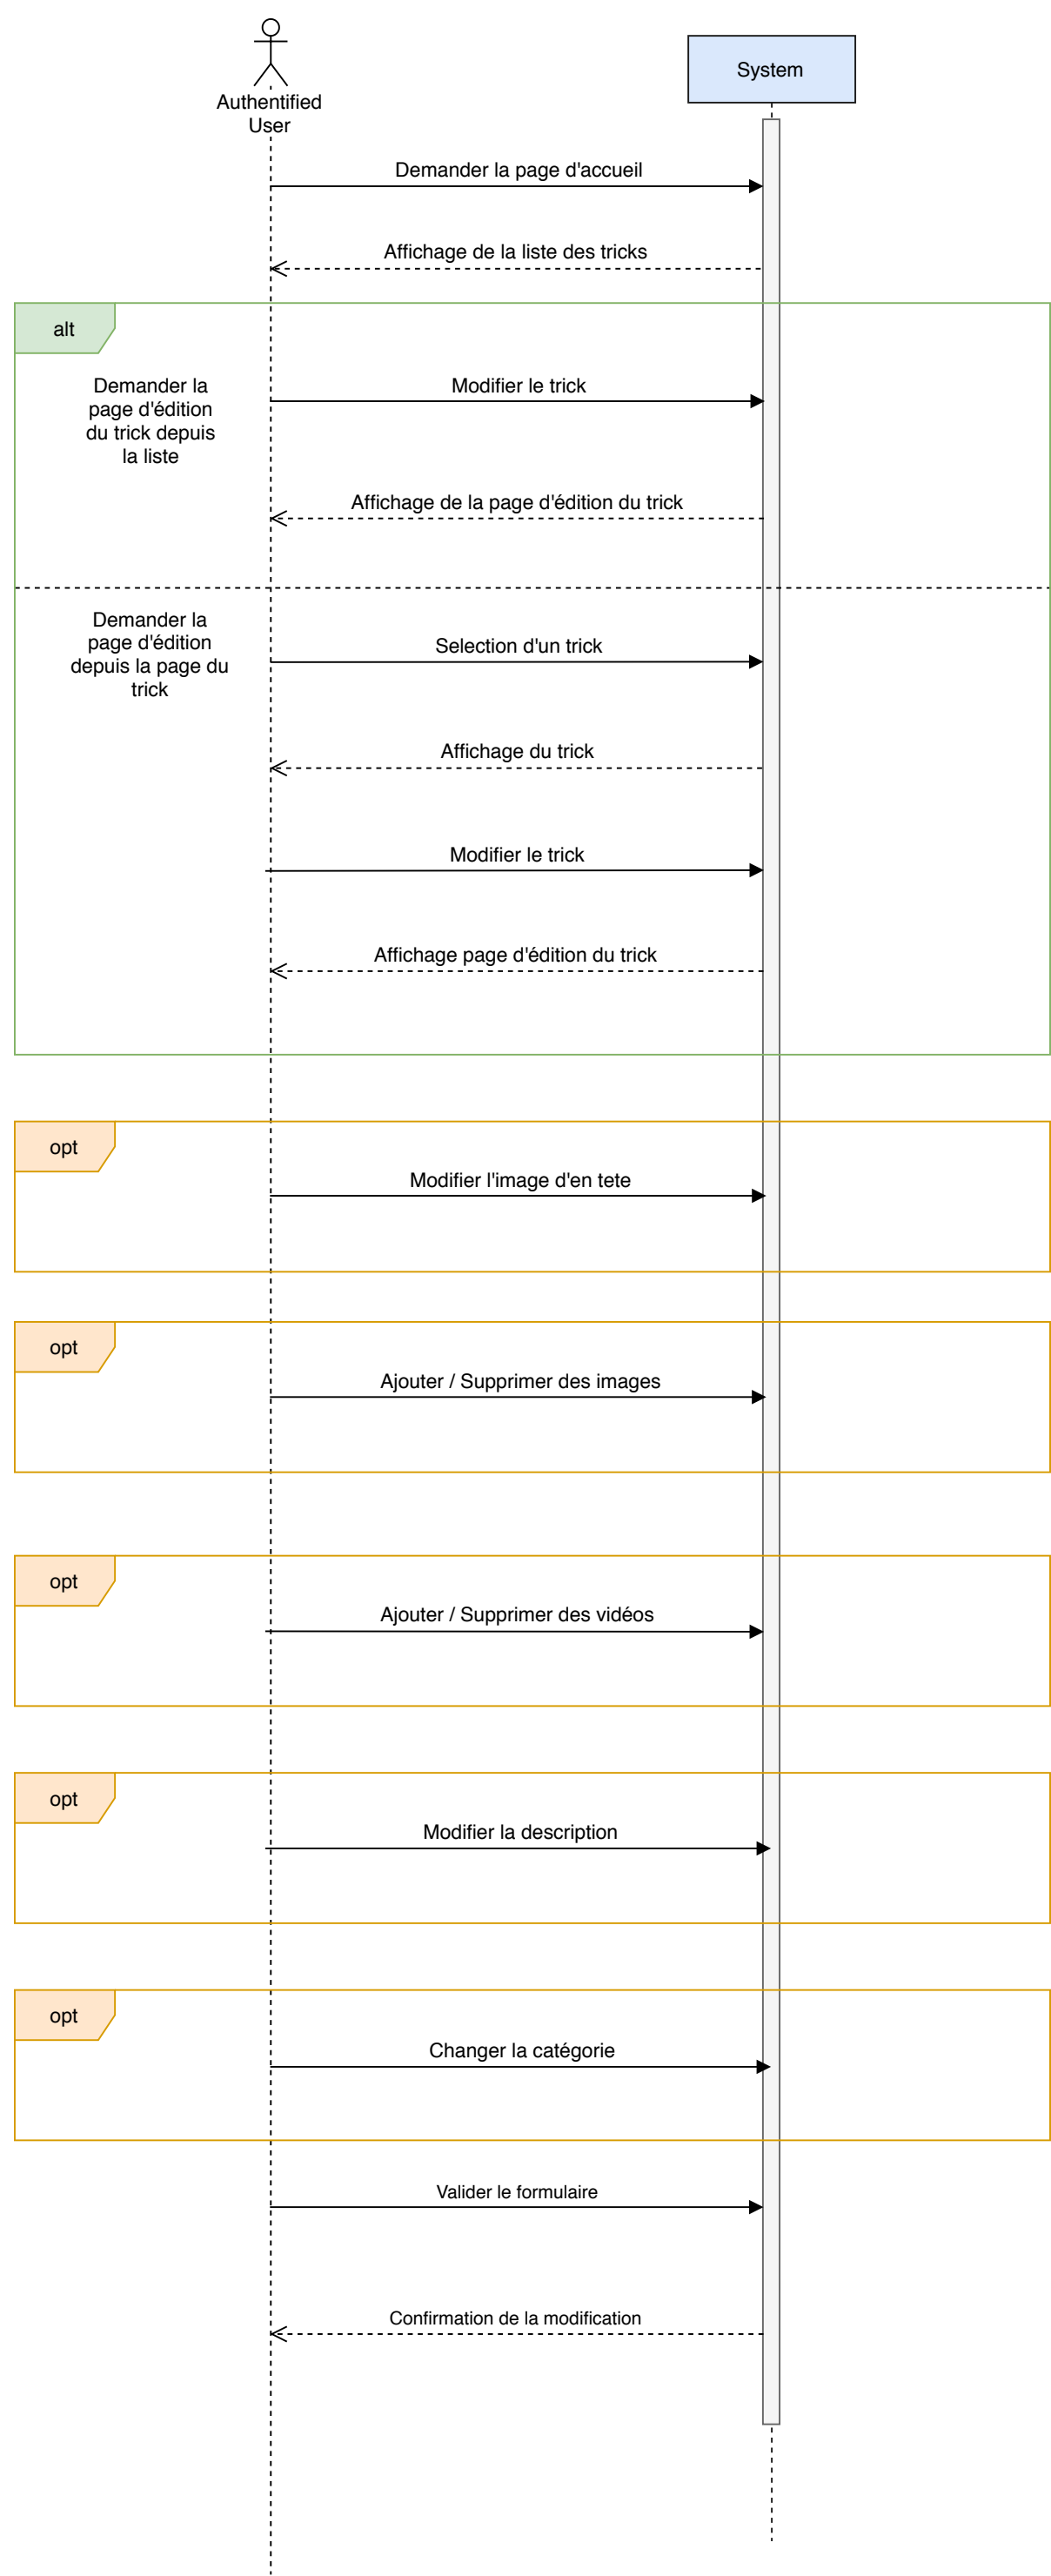 Authentified
User
System
Demander la page d'accueil
Affichage de la liste des tricks
alt
Demander la
page d'édition
du trick depuis
la liste
Modifier le trick
Affichage de la page d'édition du trick
Demander la
page d'édition
depuis la page du
trick
Selection d'un trick
Affichage du trick
Modifier le trick
Affichage page d'édition du trick
opt
Modifier l'image d'en tete
opt
Ajouter / Supprimer des images
opt
Ajouter / Supprimer des vidéos
opt
Modifier la description
opt
Changer la catégorie
Valider le formulaire
Confirmation de la modification